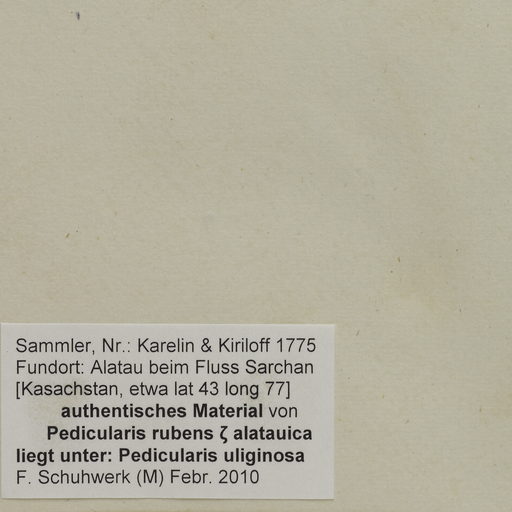 Sammler, Nr.: Karelin & Kiriloff 1775
Fundort: Alatau beim Fluss Sarchan
[Kasachstan, etwa lat 43 long 77]
authentisches Material von
Pedicularis rubens ζ alatauica
liegt unter: Pedicularis uliginosa
F. Schuhwerk (M) Febr. 2010